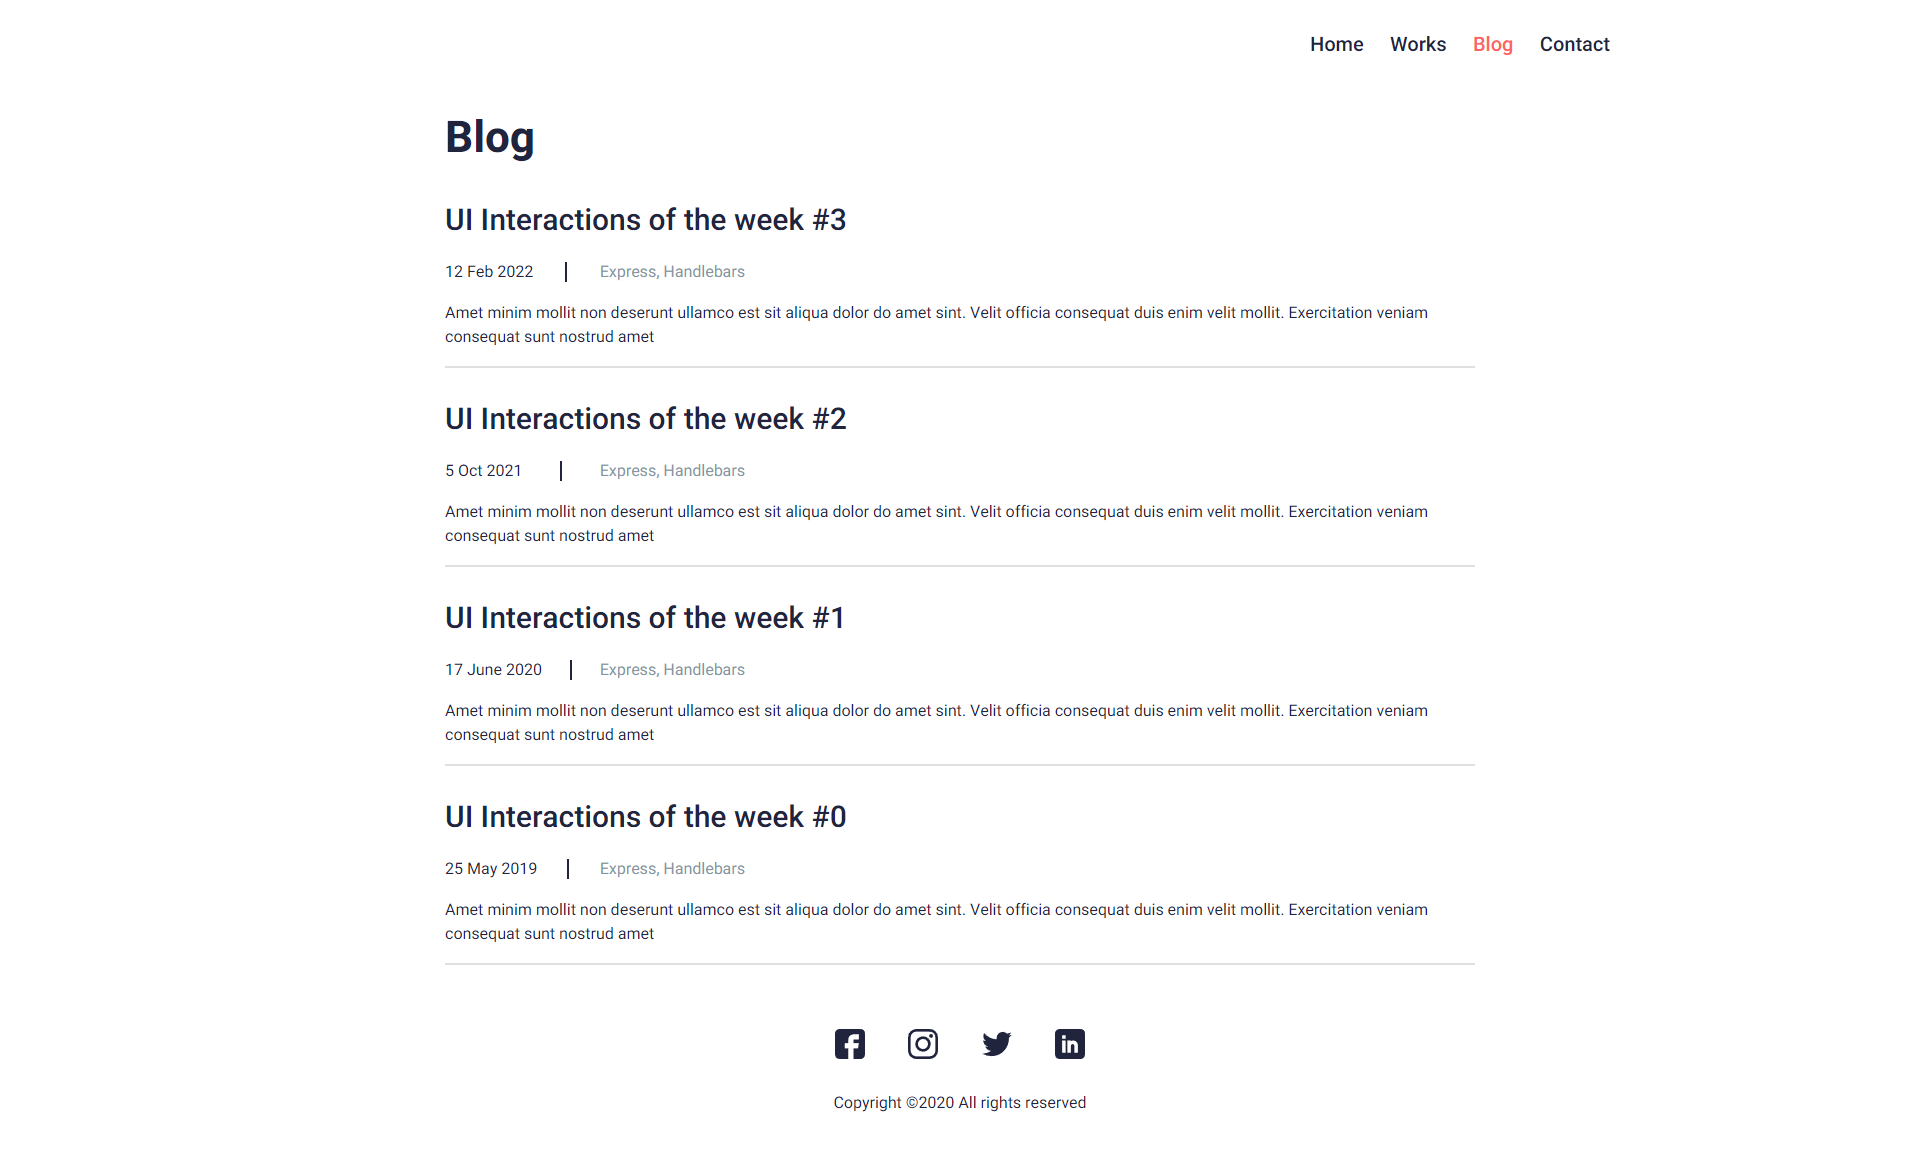 Home Works Blog Contact
Blog
UI Interactions of the week #3
12 Feb 2022 | Express, Handlebars
Amet minim mollit non deserunt ullamco est sit aliqua dolor do amet sint. Velit officia consequat duis enim velit mollit. Exercitation veniam
consequat sunt nostrud amet
UI Interactions of the week #2
5 Oct 2021 | Express, Handlebars
Amet minim mollit non deserunt ullamco est sit aliqua dolor do amet sint. Velit officia consequat duis enim velit mollit. Exercitation veniam
consequat sunt nostrud amet
UI Interactions of the week #1
17 June 2020 | Express, Handlebars
Amet minim mollit non deserunt ullamco est sit aliqua dolor do amet sint. Velit officia consequat duis enim velit mollit. Exercitation veniam
consequat sunt nostrud amet
UI Interactions of the week #0
25 May 2019 | Express, Handlebars
Amet minim mollit non deserunt ullamco est sit aliqua dolor do amet sint. Velit officia consequat duis enim velit mollit. Exercitation veniam
consequat sunt nostrud amet
Copyright ©2020 All rights reserved